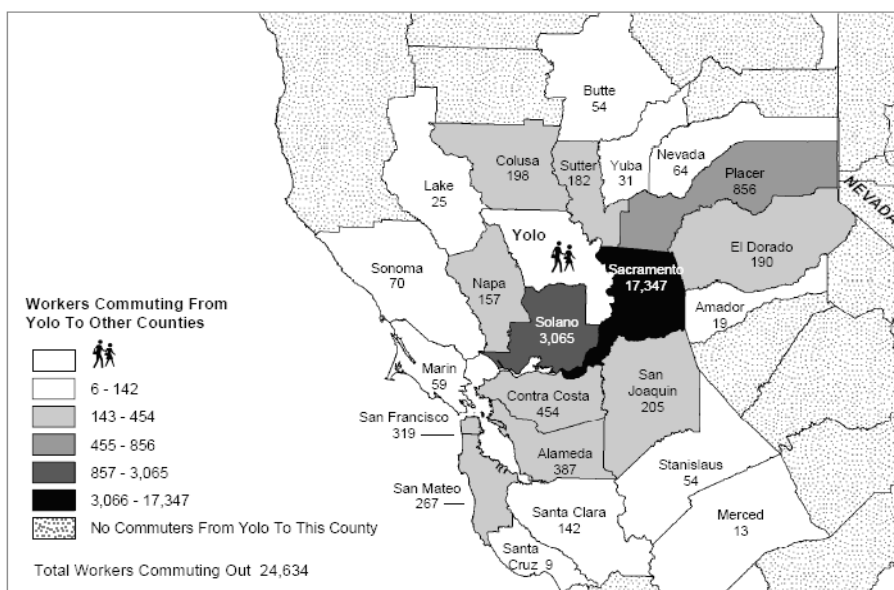 Butte
54
Colusa
198
Sutter
182
Yuba
31
Nevada
64
Placer
856
NEVADA
Lake
25
Yolo
El Dorado
190
Sonoma
70
Napa
157
Sacramento
17,347
Amador
19
Solano
3,065
Marin
59
Contra Costa
454
San
Joaquin
205
San Francisco
319
Alameda
387
Stanislaus
54
San Mateo
267
Santa Clara
142
Merced
13
Santa
Cruz 9
Workers Commuting From
Yolo To Other Counties
6 - 142
143 - 454
455 - 856
857 - 3,065
3,066 - 17,347
No Commuters From Yolo To This County
Total Workers Commuting Out 24,634